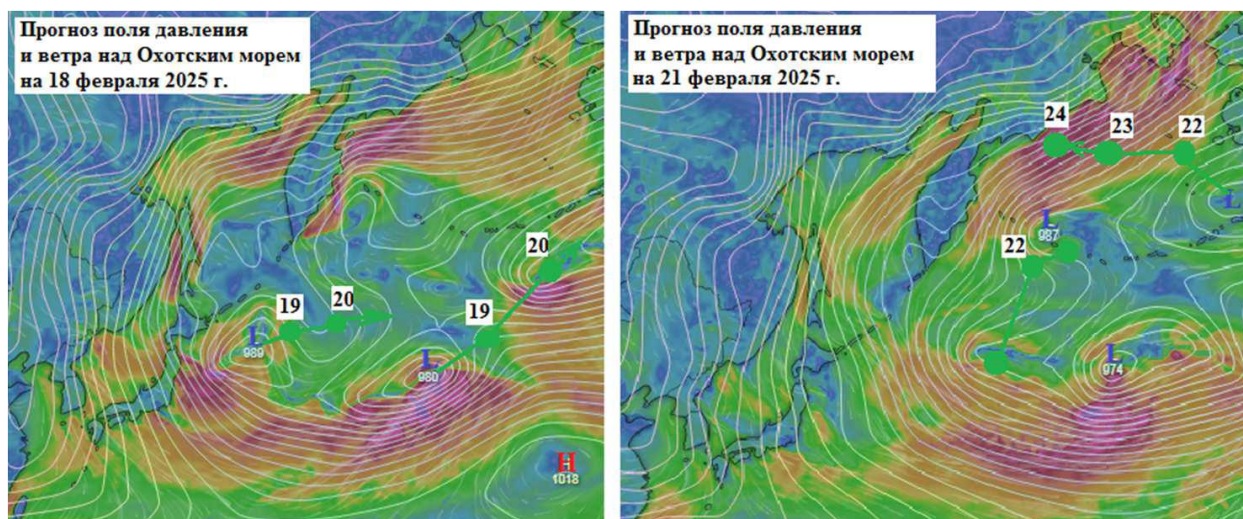 Прогноз поля давления
и ветра над Охотским морем
на 18 февраля 2025 г.
20
19
20
19
L
989
L
980
H
1018
Прогноз поля давления
и ветра над Охотским морем
на 21 февраля 2025 г.
24
23
22
L
L
987
22
L
974